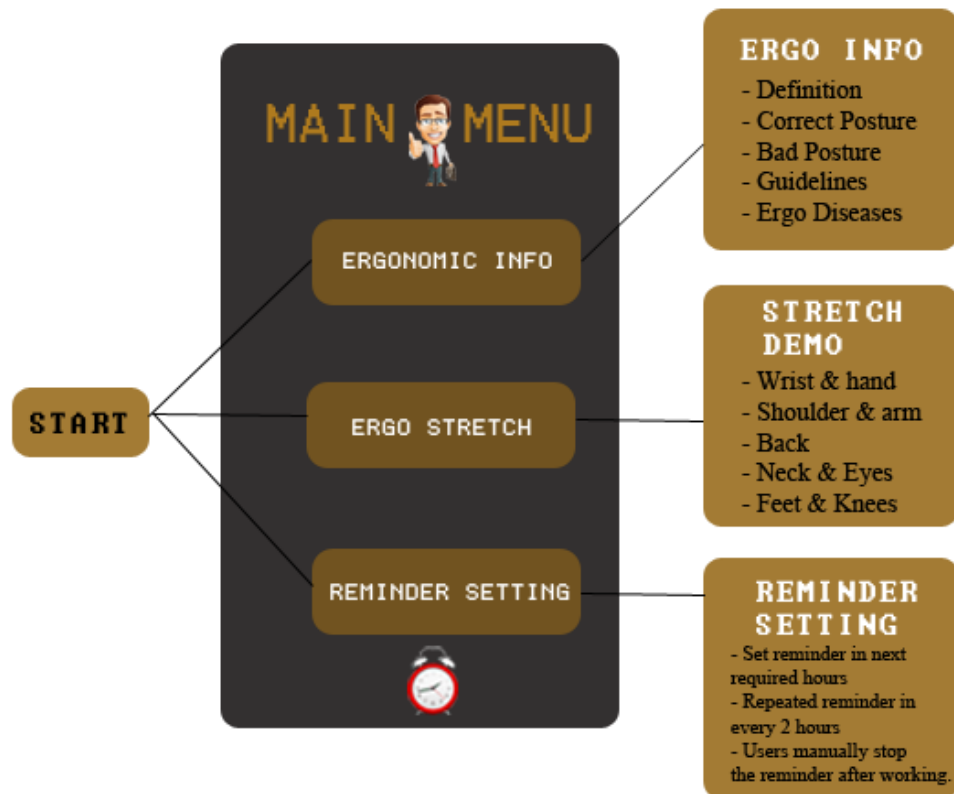 MAIN MENU
START
ERGONOMIC INFO
ERGO STRETCH
REMINDER SETTING
ERGO INFO
- Definition
- Correct Posture
- Bad Posture
- Guidelines
- Ergo Diseases
STRETCH
DEMO
- Wrist & hand
- Shoulder & arm
- Back
- Neck & Eyes
- Feet & Knees
REMINDER
SETTING
- Set reminder in next
required hours
- Repeated reminder in
every 2 hours
- Users manually stop
the reminder after working.